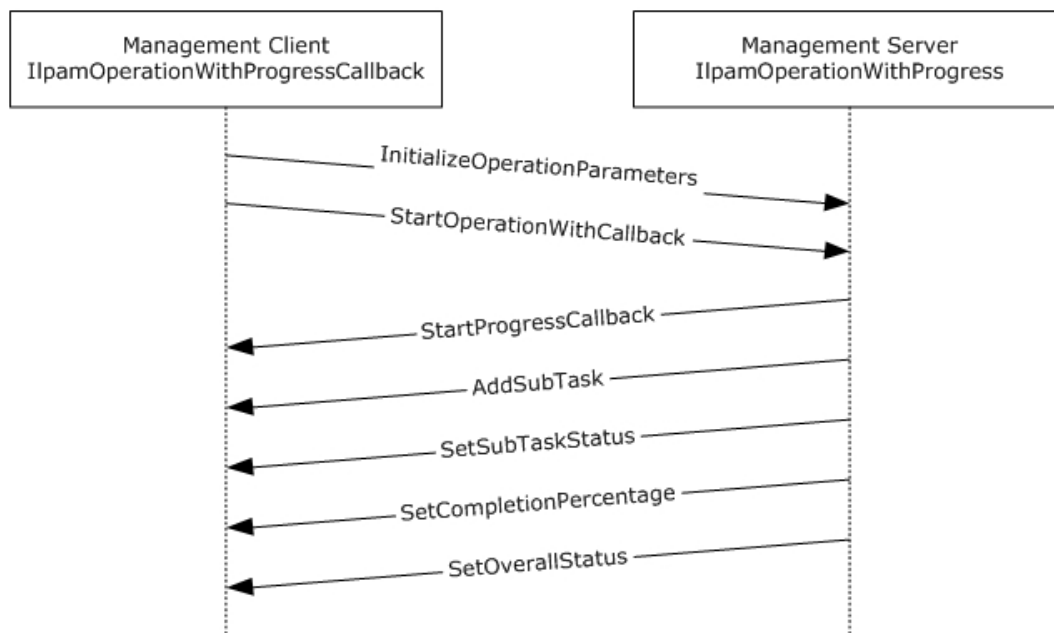 Management Client
IIpamOperationWithProgressCallback
Management Server
IIpamOperationWithProgress
InitializeOperationParameters
StartOperationWithCallback
StartProgressCallback
AddSubTask
SetSubTaskStatus
SetCompletionPercentage
SetOverallStatus